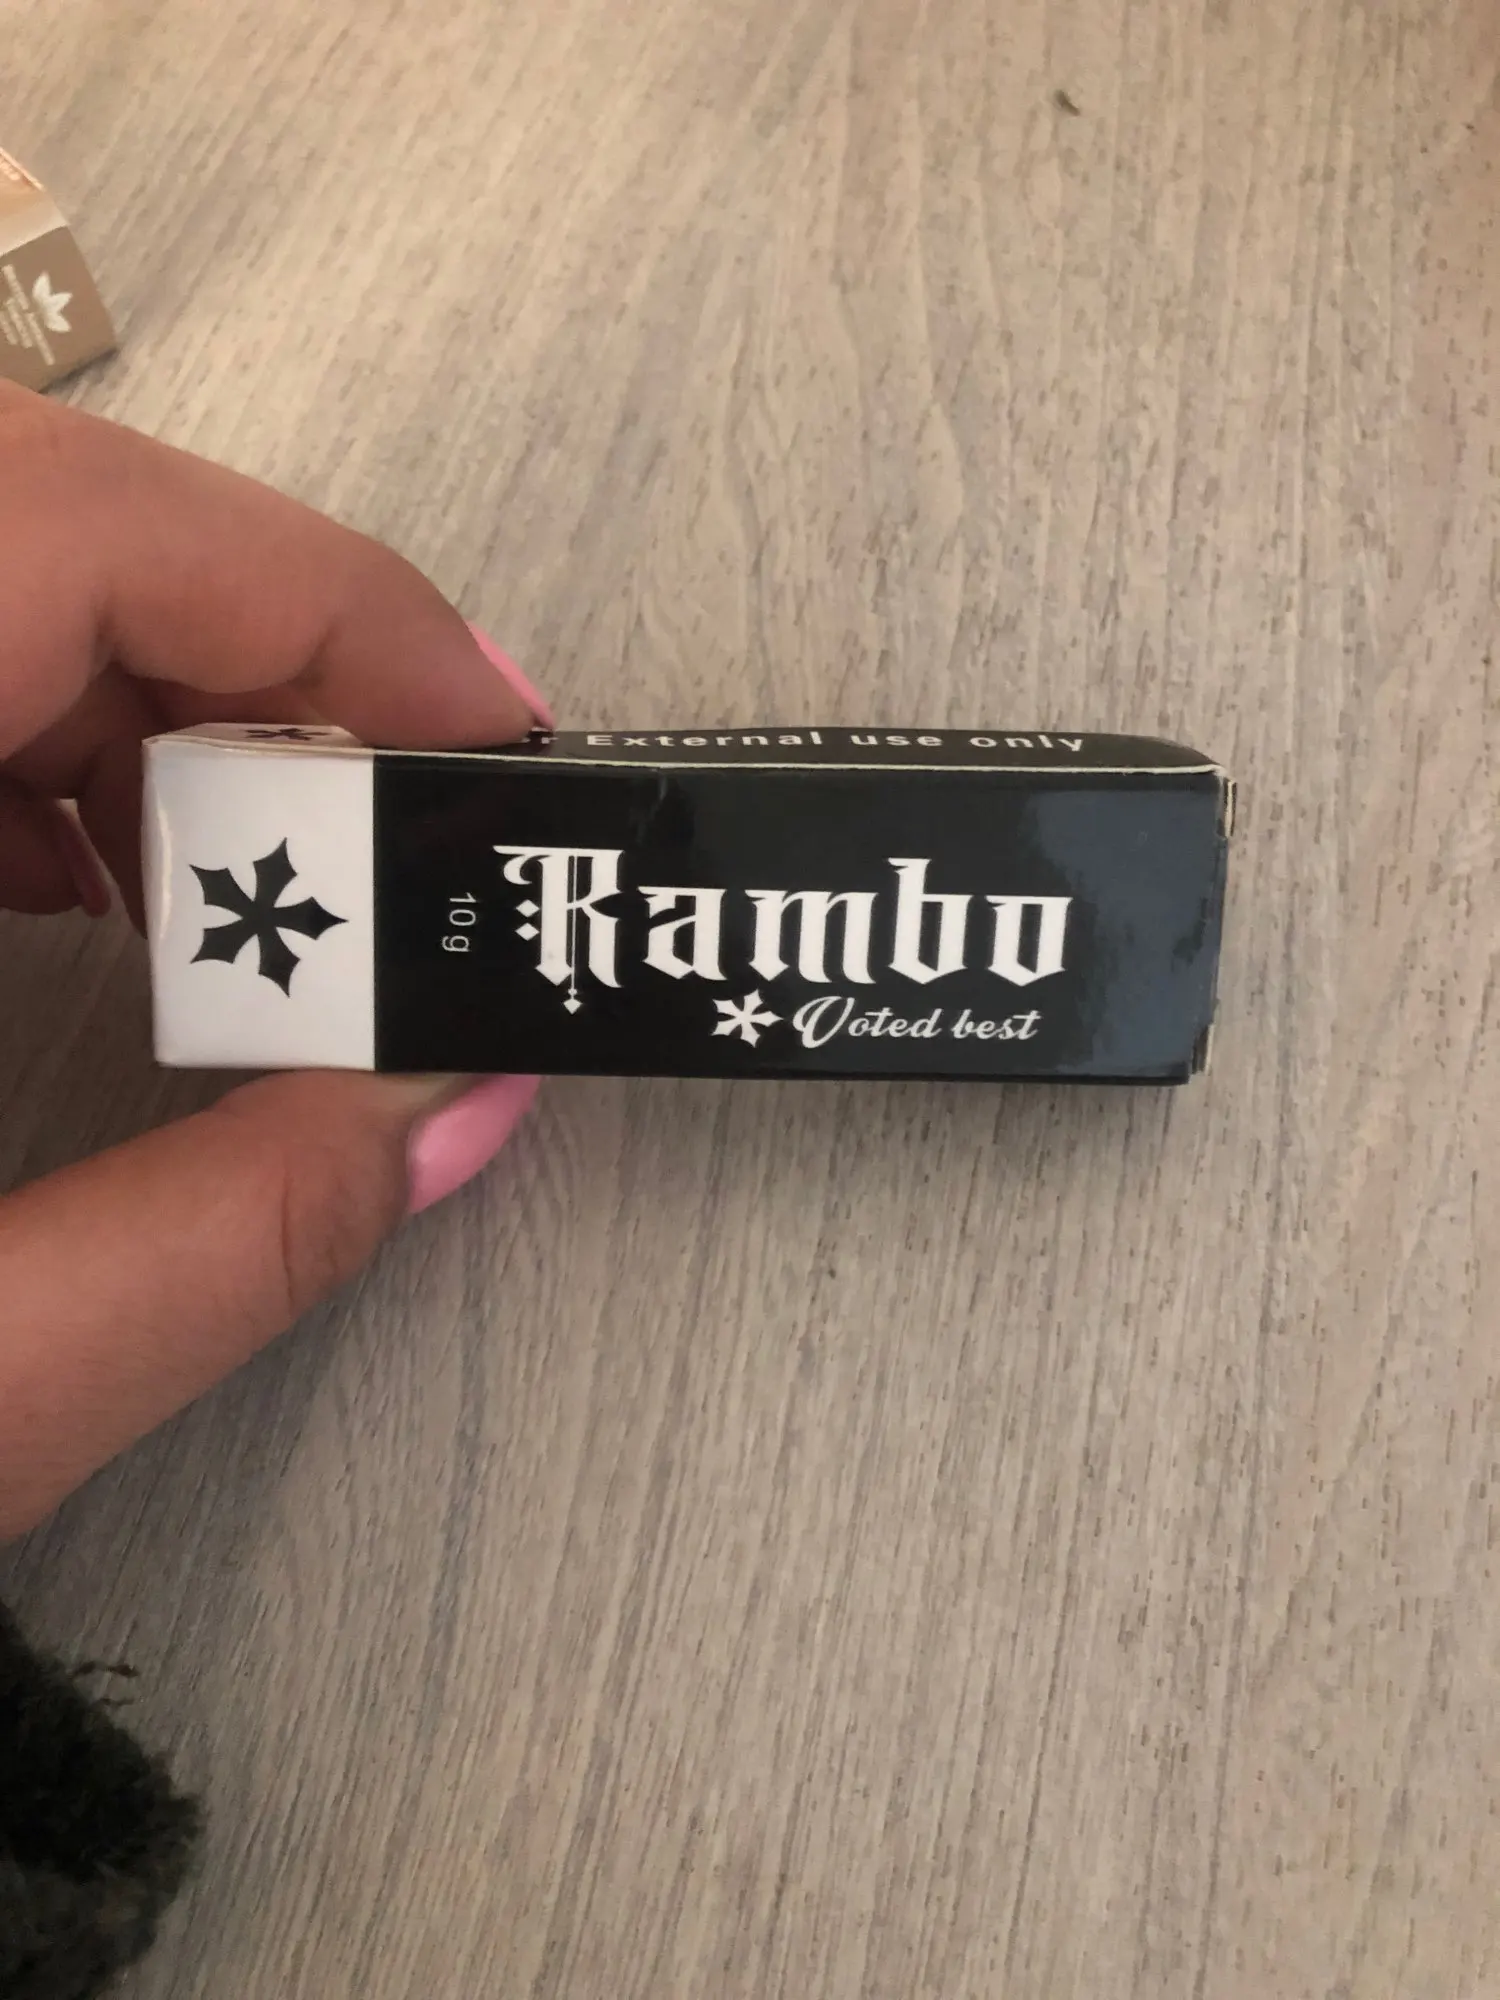 External use only
10g
Rambo
Voted best